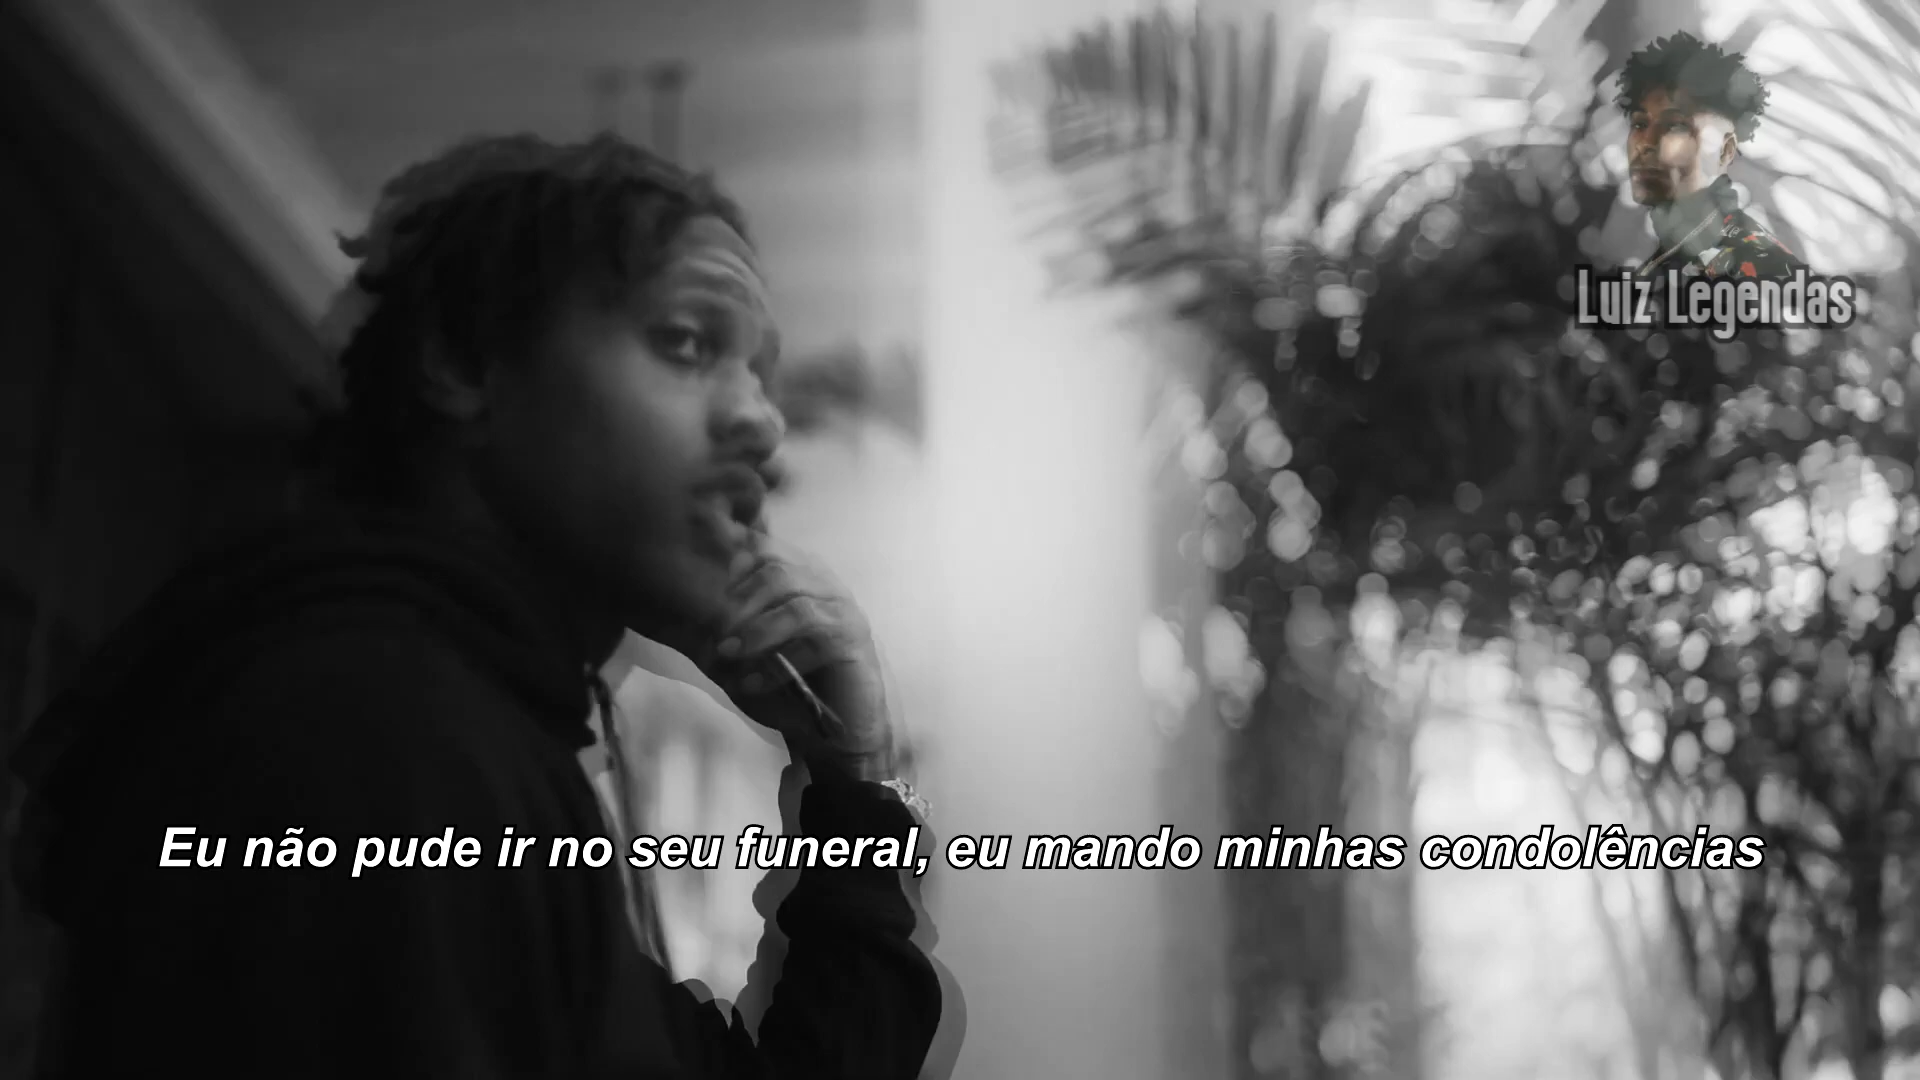 Luiz Legendas
Eu não pude ir no seu funeral, eu mando minhas condolências